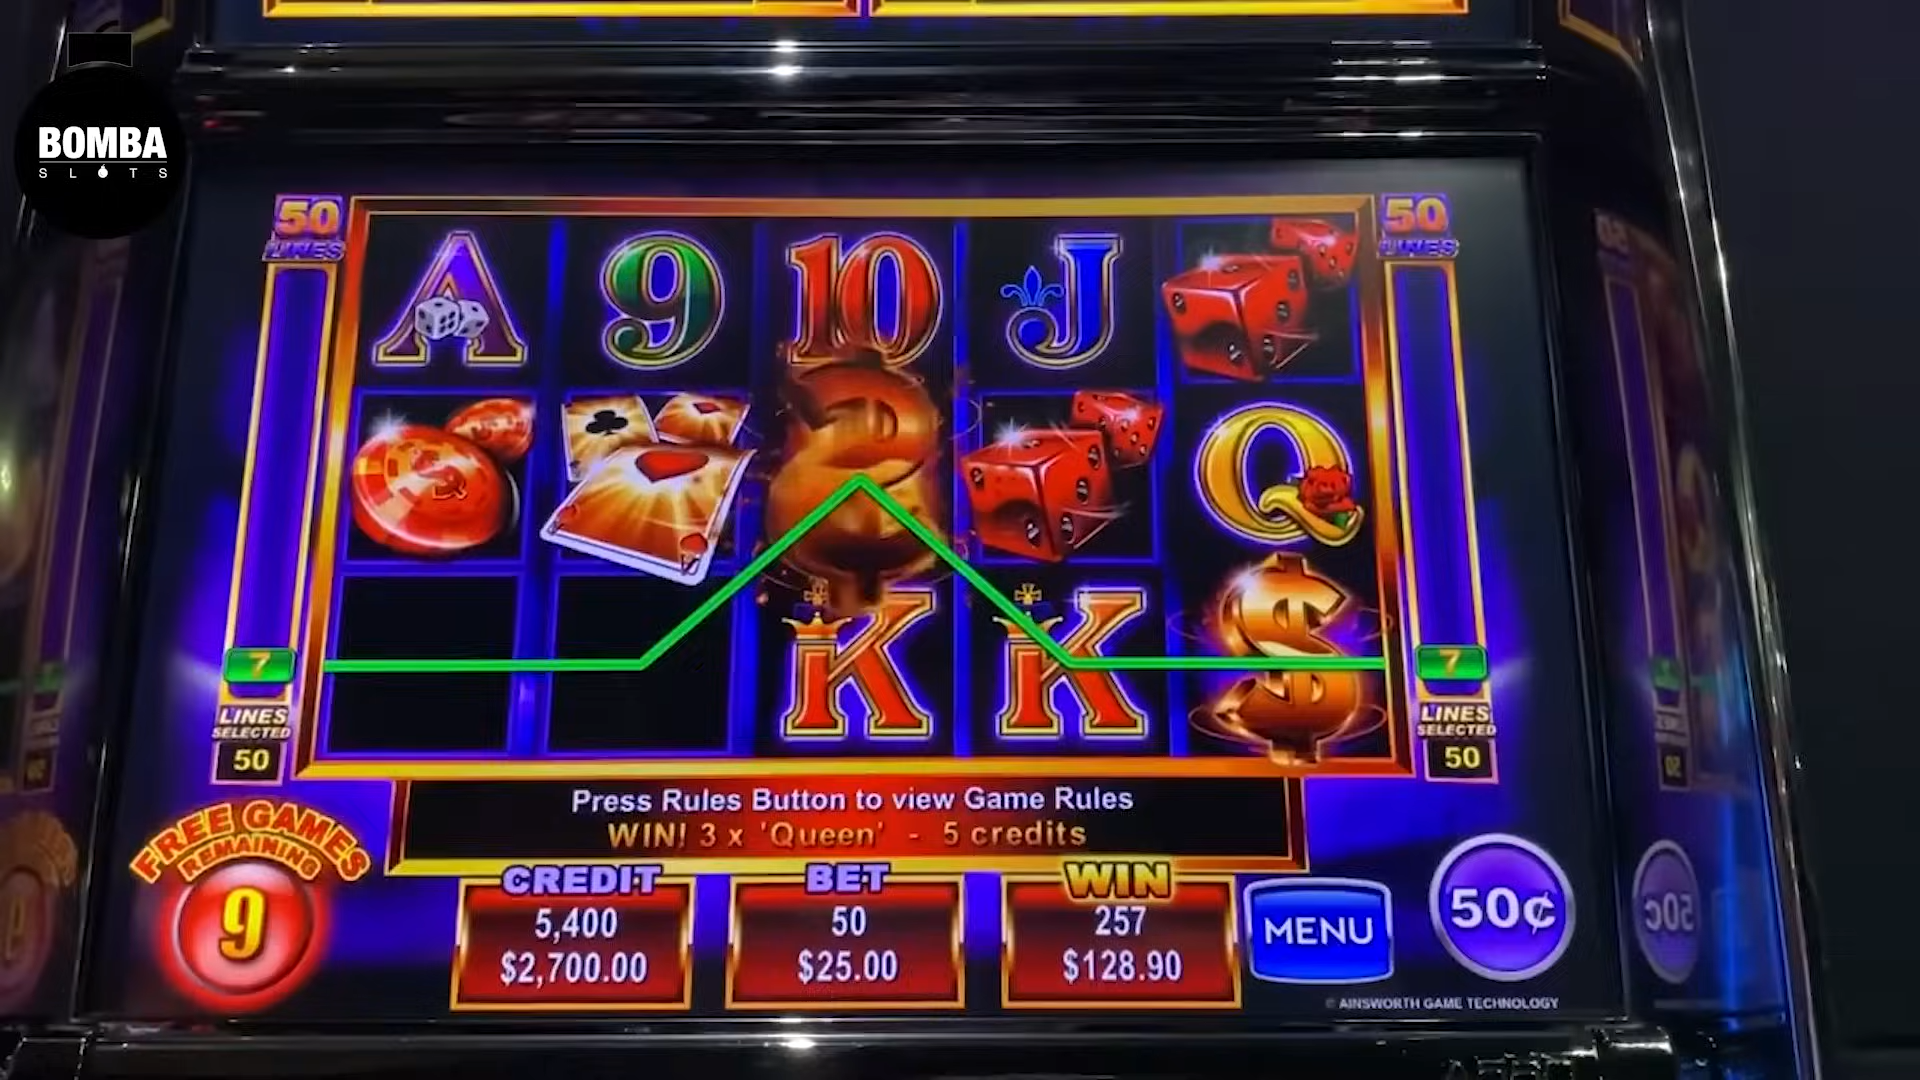 BOMBA
SLOTS
50
LINES
50
LINES
A
9
10
J
Q
K
K
$
7
7
LINES
SELECTED
50
LINES
SELECTED
50
Press Rules Button to view Game Rules
WIN! 3 x 'Queen' - 5 credits
FREE GAMES
REMAINING
9
CREDIT
5,400
$2,700.00
BET
50
$25.00
WIN
257
$128.90
MENU
50¢
© AINSWORTH GAME TECHNOLOGY